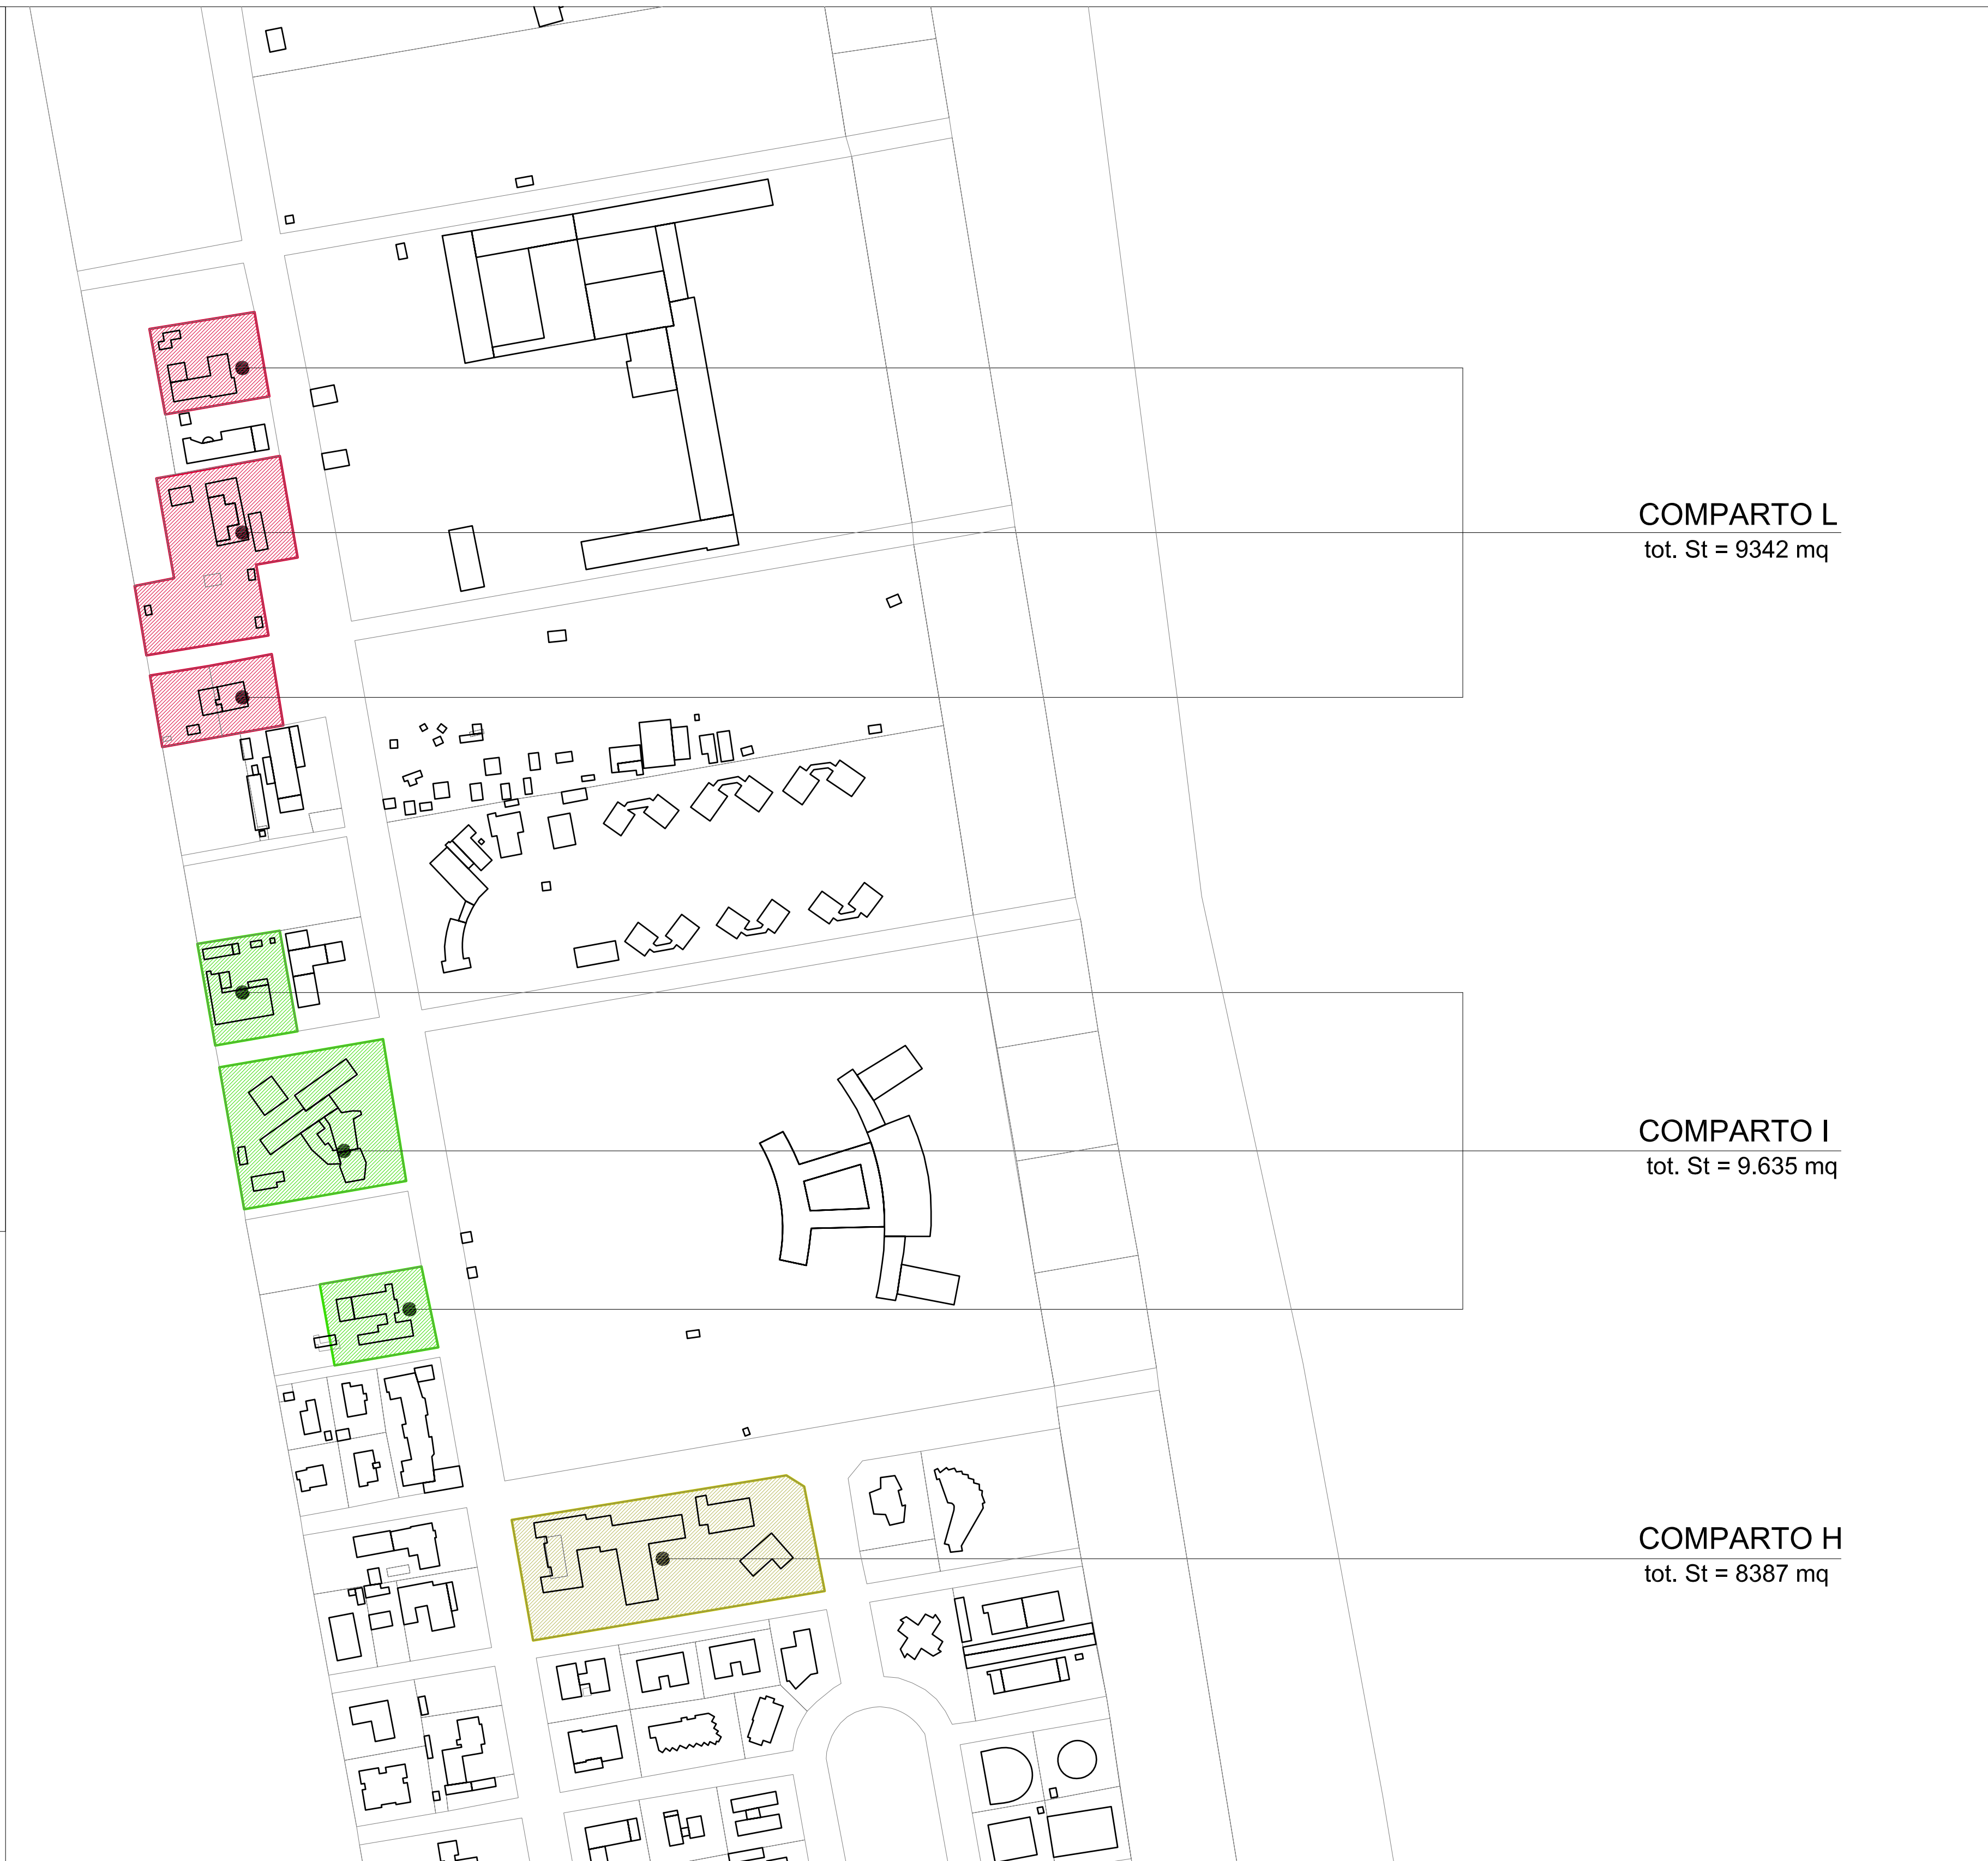 COMPARTO L
tot. St = 9342 mq
COMPARTO I
tot. St = 9.635 mq
COMPARTO H
tot. St = 8387 mq